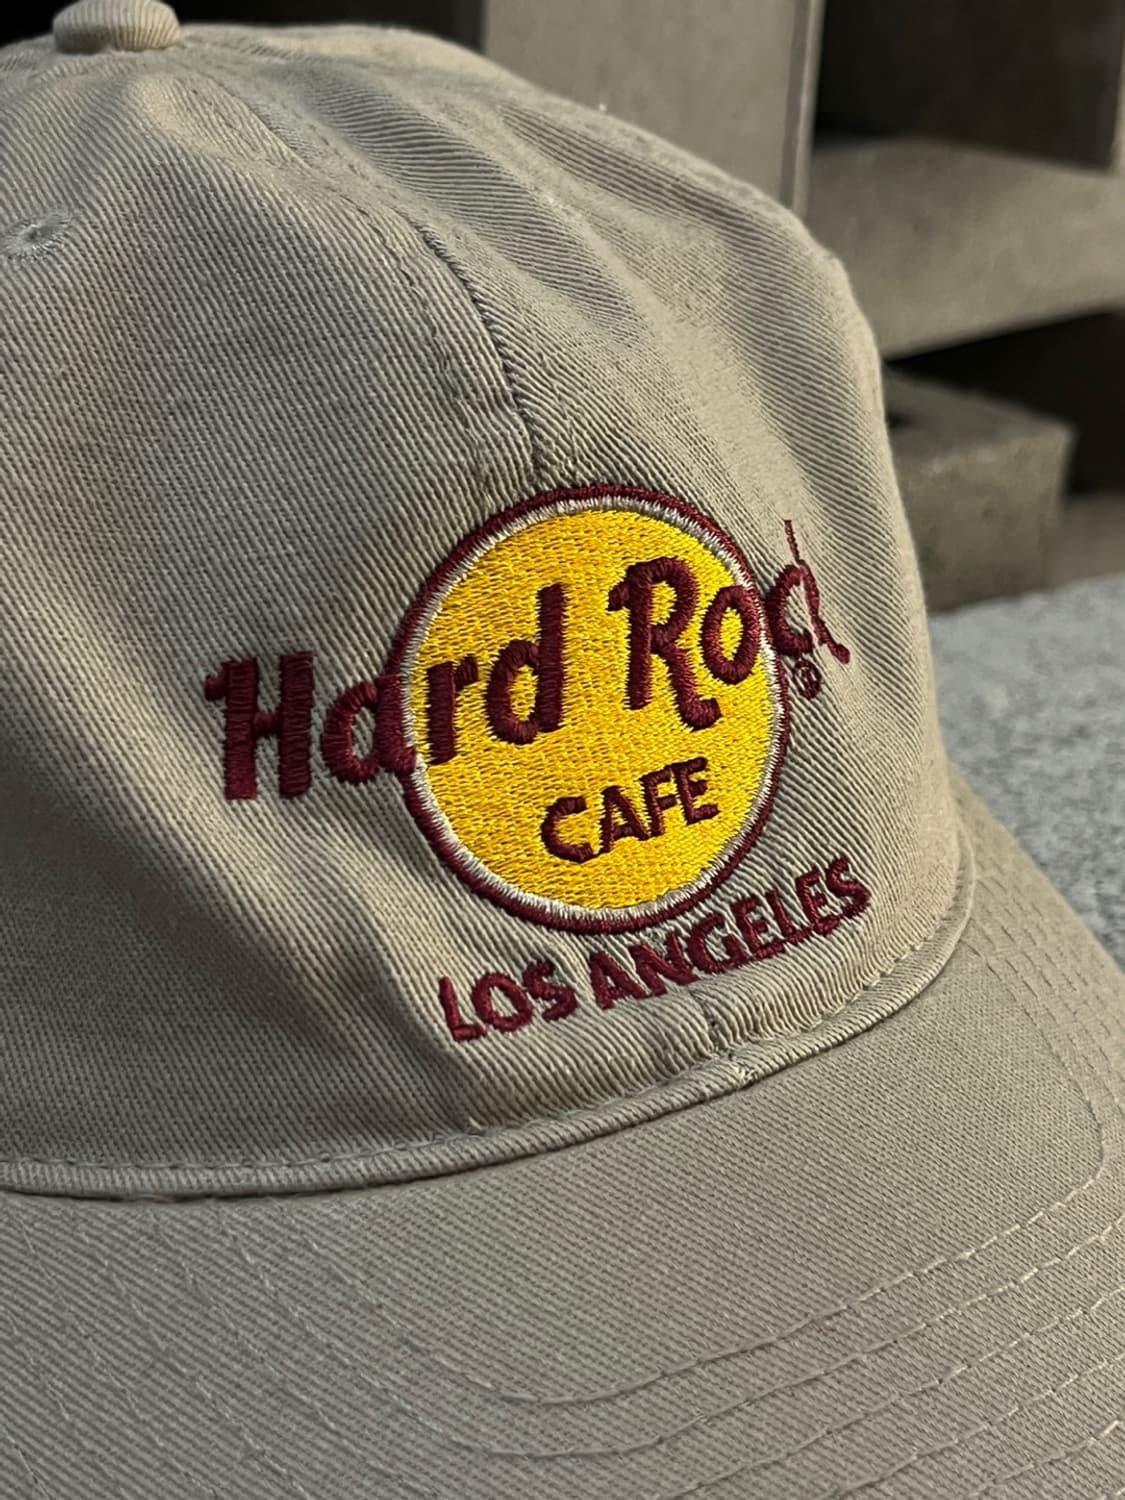 Hard Rock
®
CAFE
LOS ANGELES